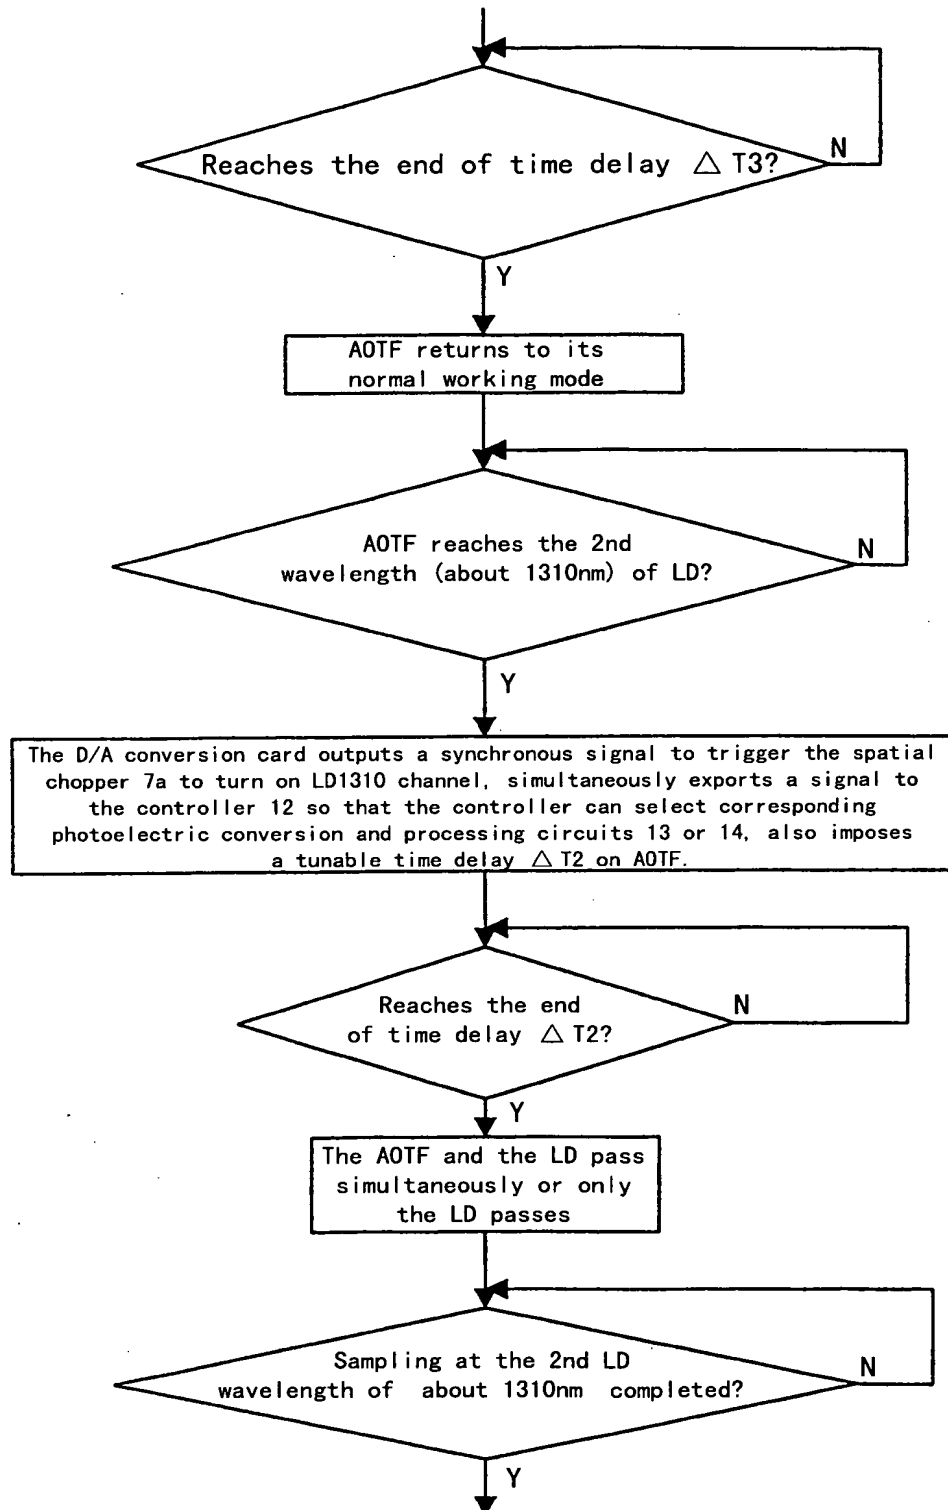 Reaches the end of time delay △ T3?
N
Y
AOTF returns to its
normal working mode
AOTF reaches the 2nd
wavelength (about 1310nm) of LD?
N
Y
The D/A conversion card outputs a synchronous signal to trigger the spatial
chopper 7a to turn on LD1310 channel, simultaneously exports a signal to
the controller 12 so that the controller can select corresponding
photoelectric conversion and processing circuits 13 or 14, also imposes
a tunable time delay △ T2 on AOTF.
Reaches the end
of time delay △ T2?
N
Y
The AOTF and the LD pass
simultaneously or only
the LD passes
Sampling at the 2nd LD
wavelength of about 1310nm completed?
N
Y